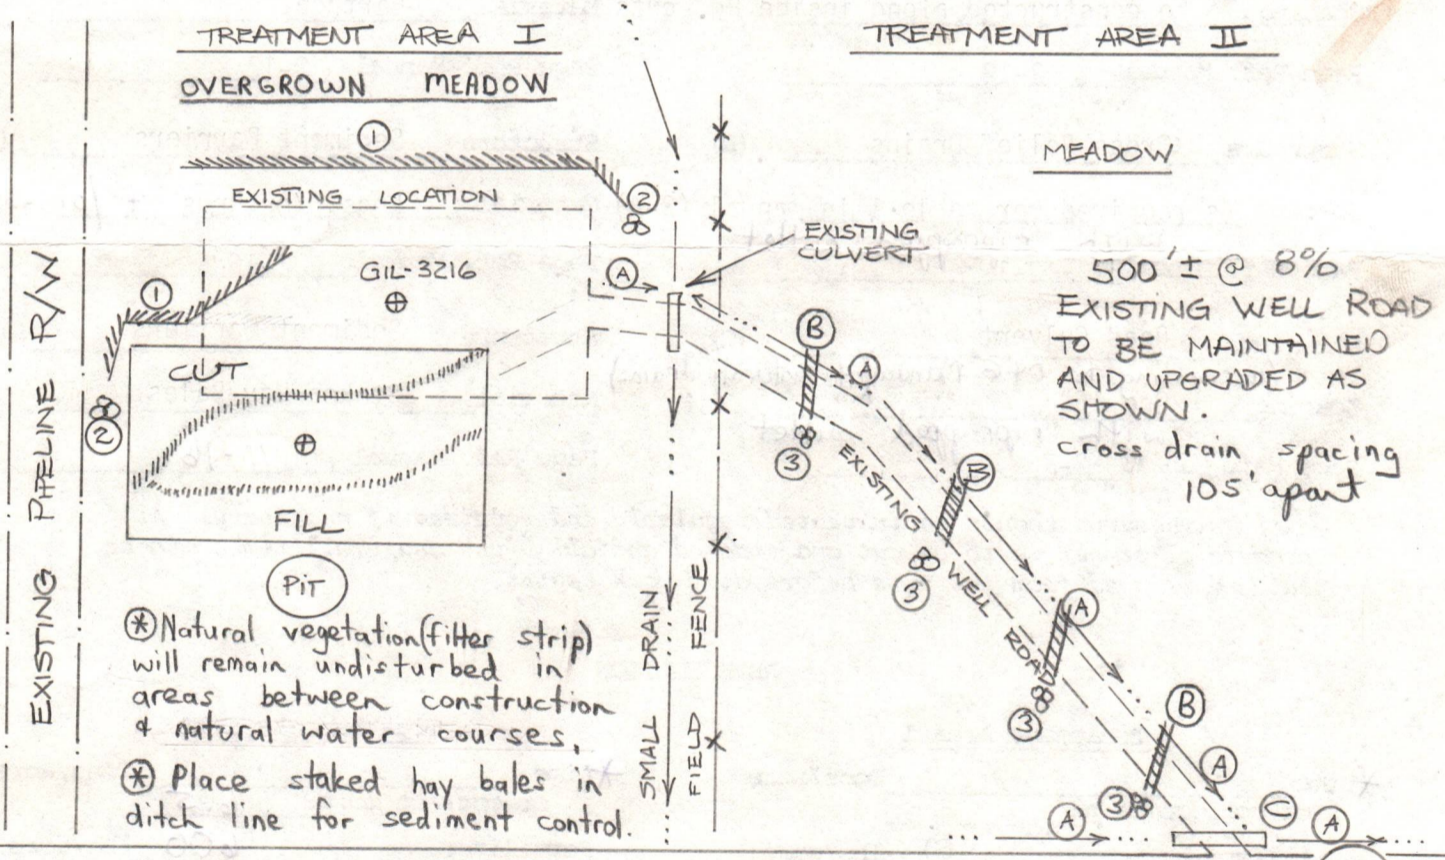 TREATMENT AREA I
OVERGROWN MEADOW
1
EXISTING LOCATION
2
GIL-3216
A
1
CUT
2
FILL
PIT
EXISTING PIPELINE R/W
* Natural vegetation (filter strip)
will remain undisturbed in
areas between construction
& natural water courses.
* Place staked hay bales in
ditch line for sediment control.
SMALL DRAIN
FIELD FENCE
TREATMENT AREA II
MEADOW
EXISTING
CULVERT
500'± @ 8%
EXISTING WELL ROAD
TO BE MAINTAINED
AND UPGRADED AS
SHOWN.
cross drain spacing
105' apart
B
A
3
EXISTING WELL ROAD
B
3
A
3
B
A
3
C
A
A